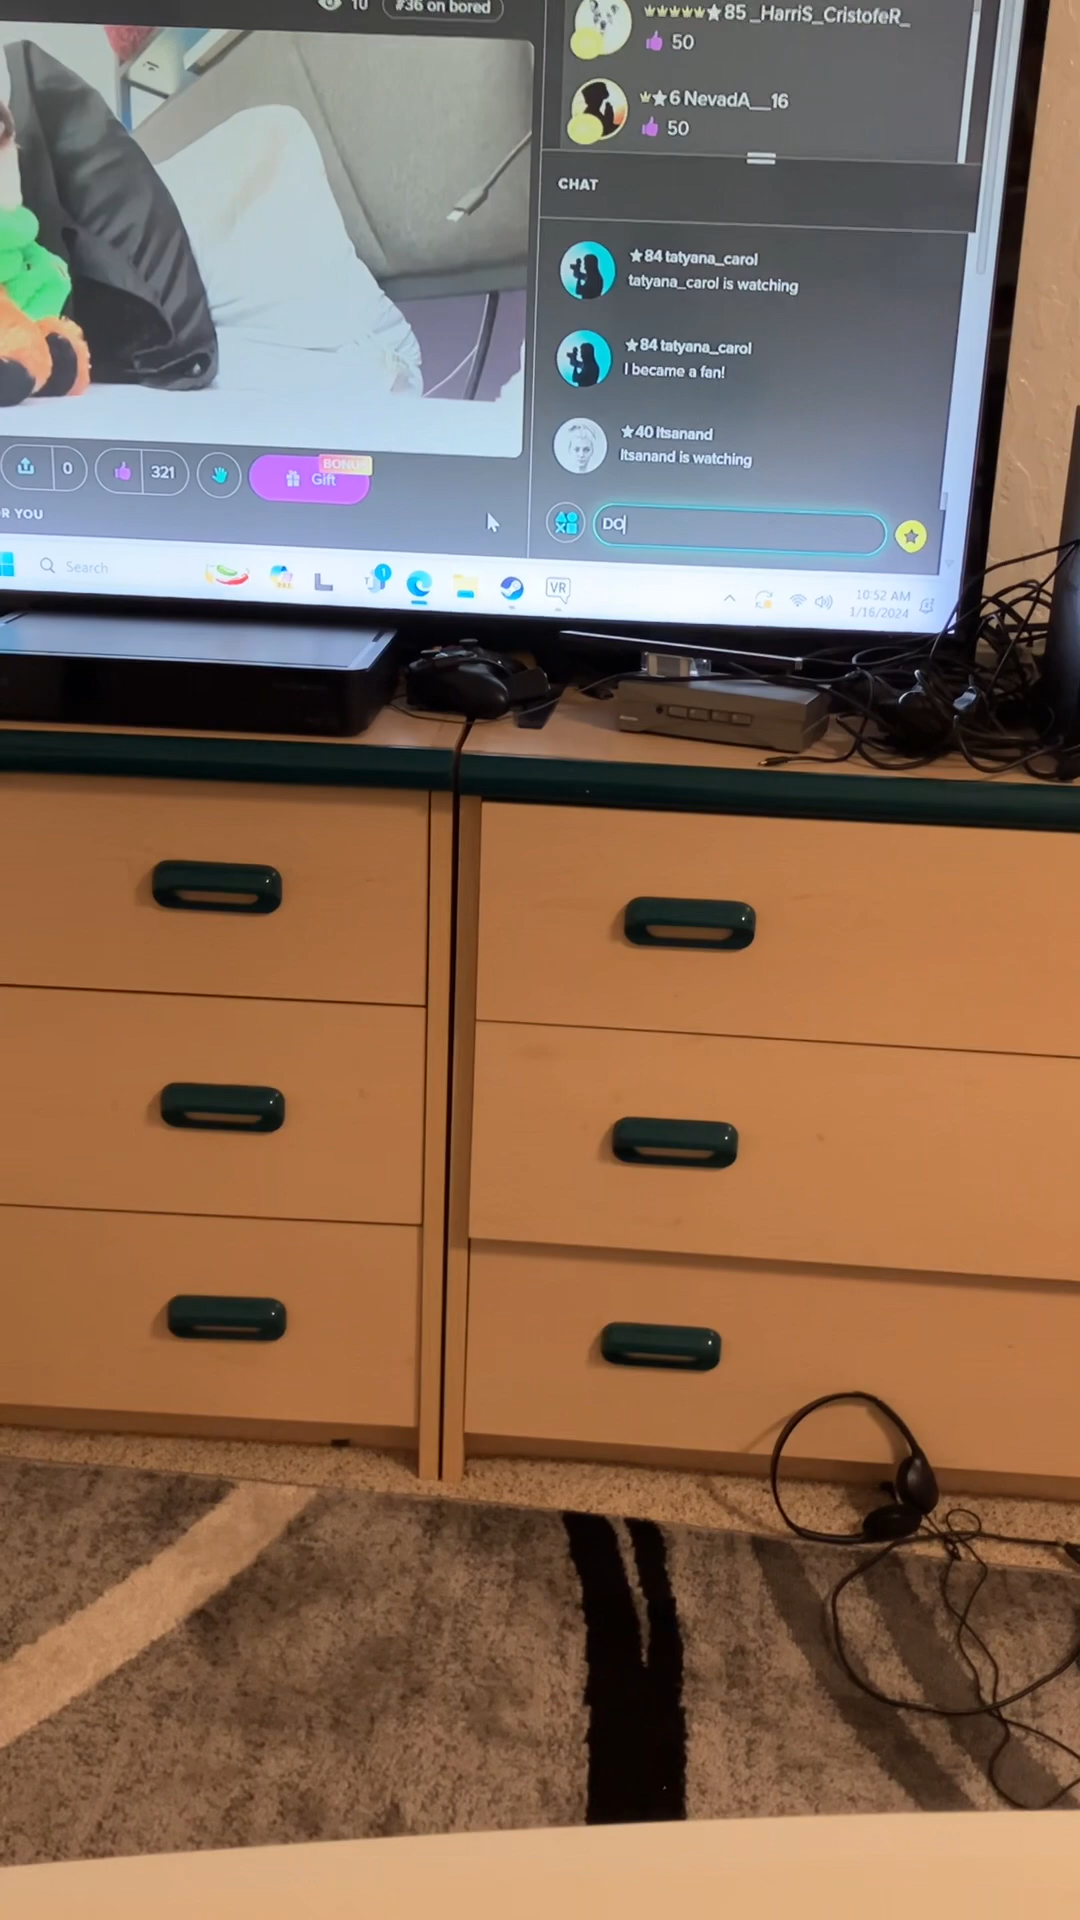 10
#36 on bored
85 _HarriS_CristofeR_
50
6 NevadA__16
50
CHAT
84 tatyana_carol
tatyana_carol is watching
84 tatyana_carol
I became a fan!
40 Itsanand
Itsanand is watching
0
321
BONUS
Gift
DO
R YOU
Search
1
VR
10:52 AM
1/16/2024